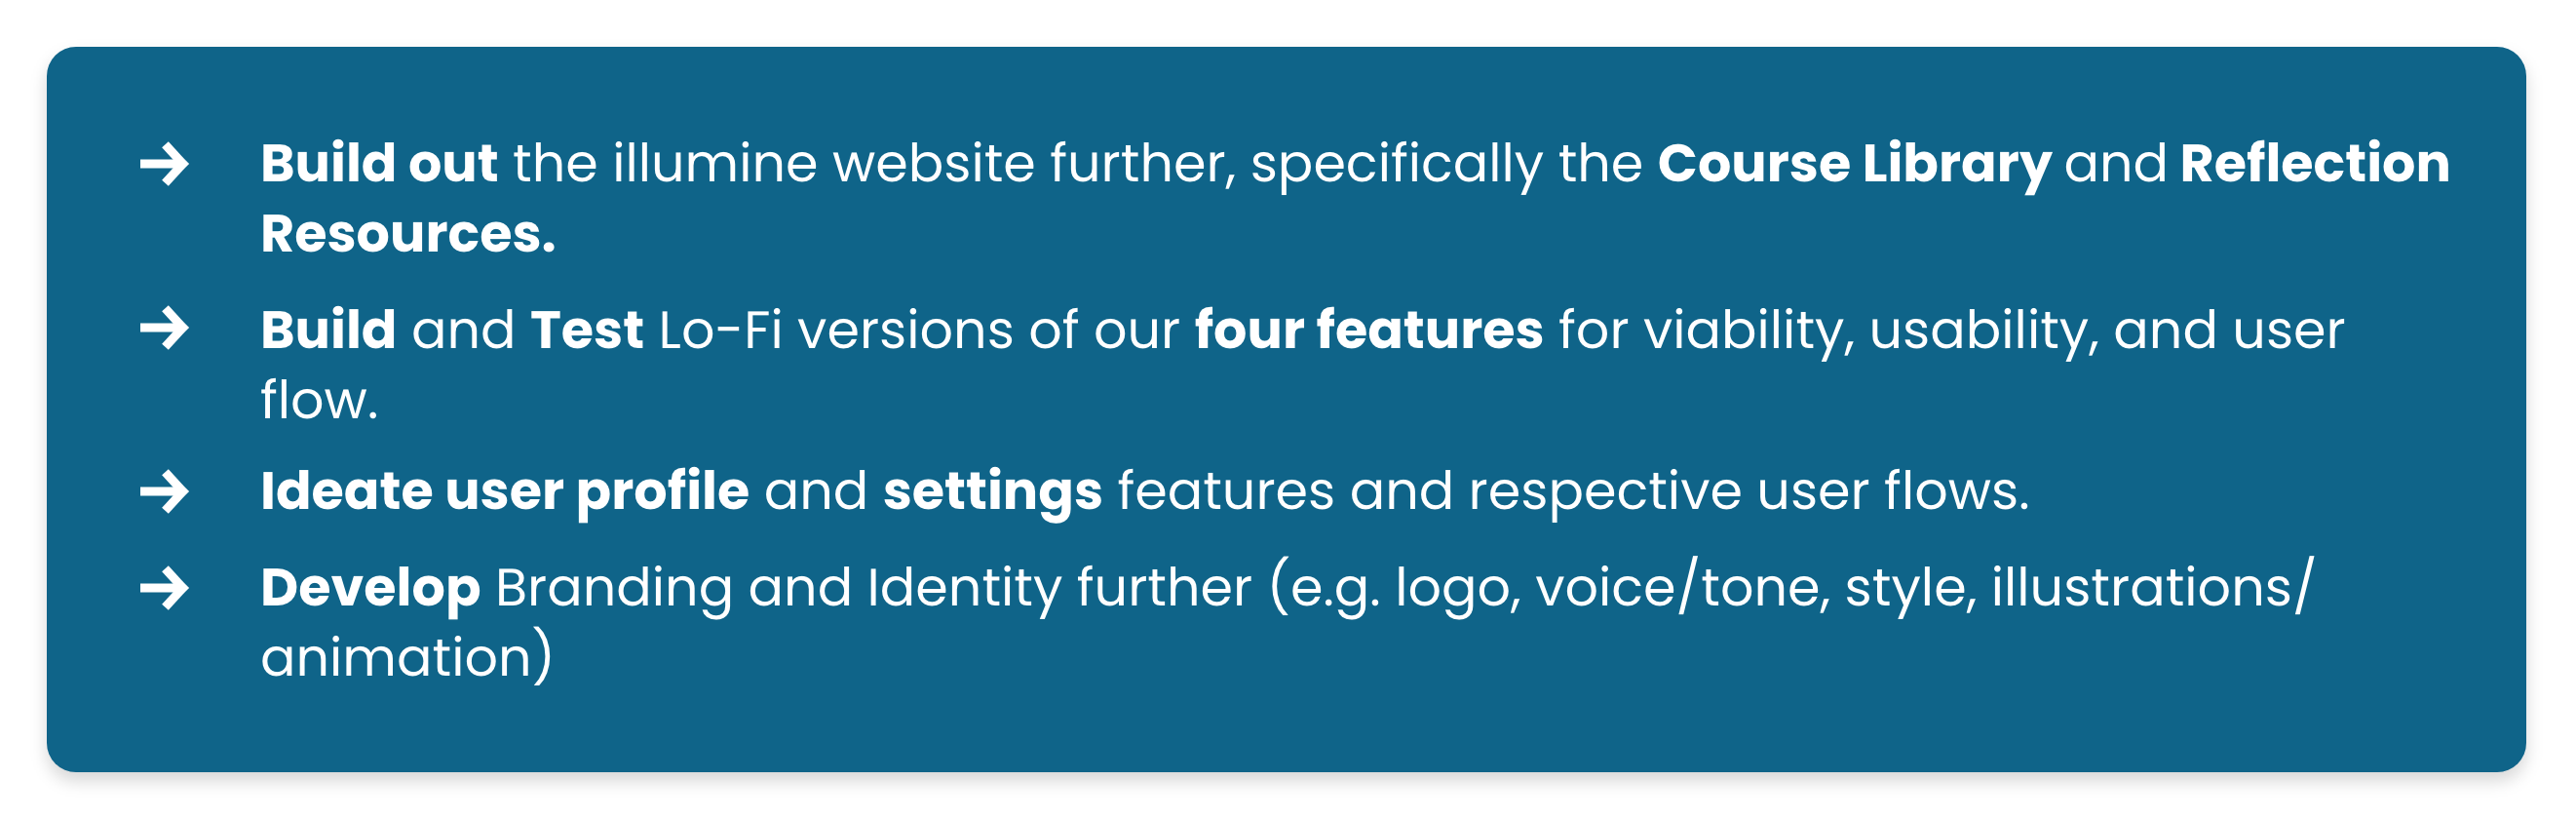 → Build out the illumine website further, specifically the Course Library and Reflection
Resources.
→ Build and Test Lo-Fi versions of our four features for viability, usability, and user
flow.
→ Ideate user profile and settings features and respective user flows.
→ Develop Branding and Identity further (e.g. logo, voice/tone, style, illustrations/
animation)